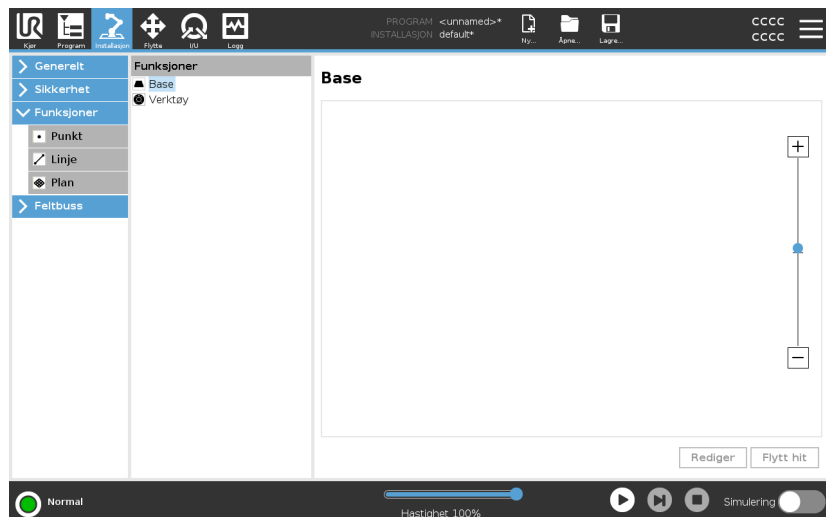 Kjør Program Installasjon Flytte I/U Logg
PROGRAM <unnamed>*
INSTALLASJON default*
Ny... Åpne... Lagre...
CCCC
CCCC
Generelt
Sikkerhet
Funksjoner
Punkt
Linje
Plan
Feltbuss
Funksjoner
Base
Verktøy
Base
Rediger Flytt hit
Normal
Hastighet 100%
Simulering